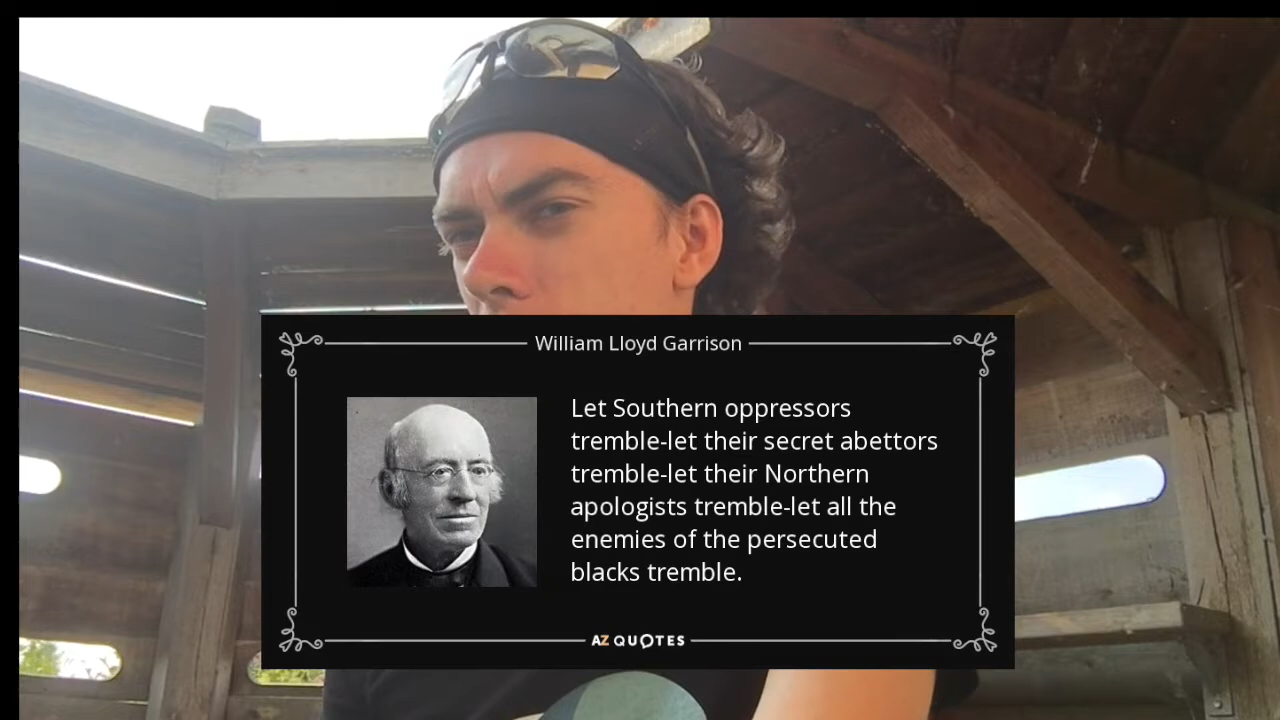 William Lloyd Garrison
Let Southern oppressors
tremble-let their secret abettors
tremble-let their Northern
apologists tremble-let all the
enemies of the persecuted
blacks tremble.
AZ QUOTES